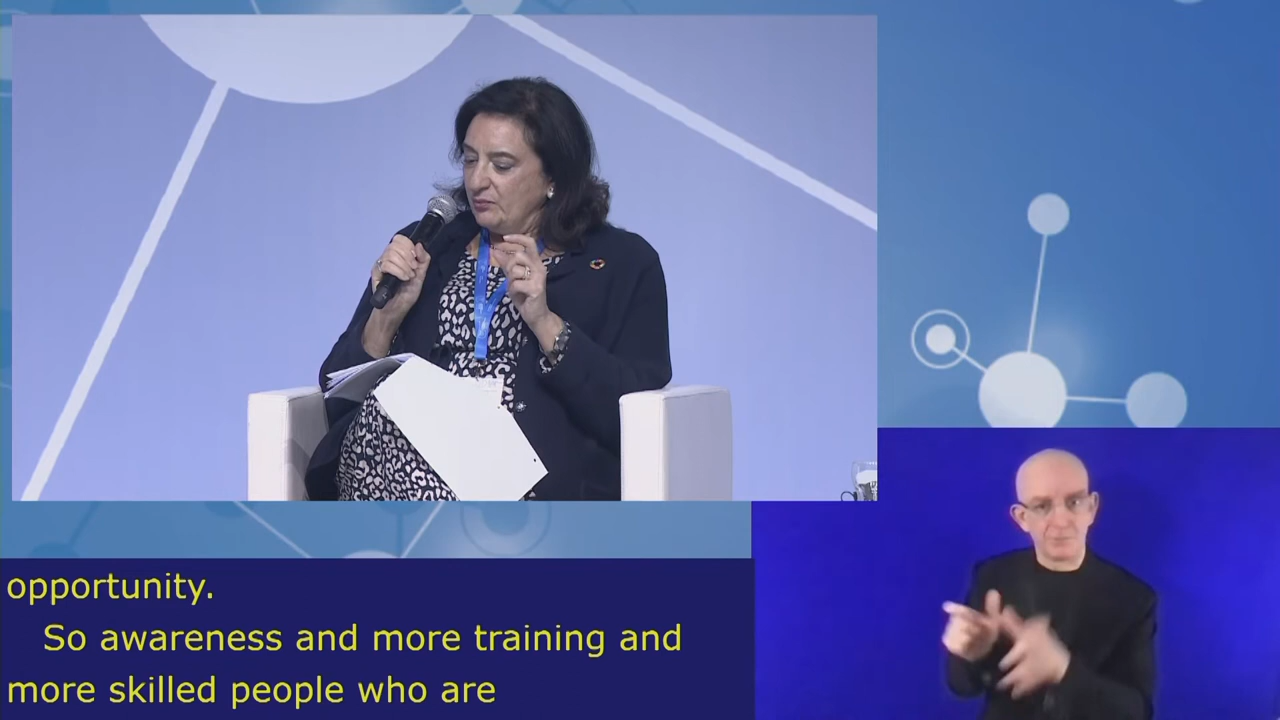 opportunity.
So awareness and more training and
more skilled people who are